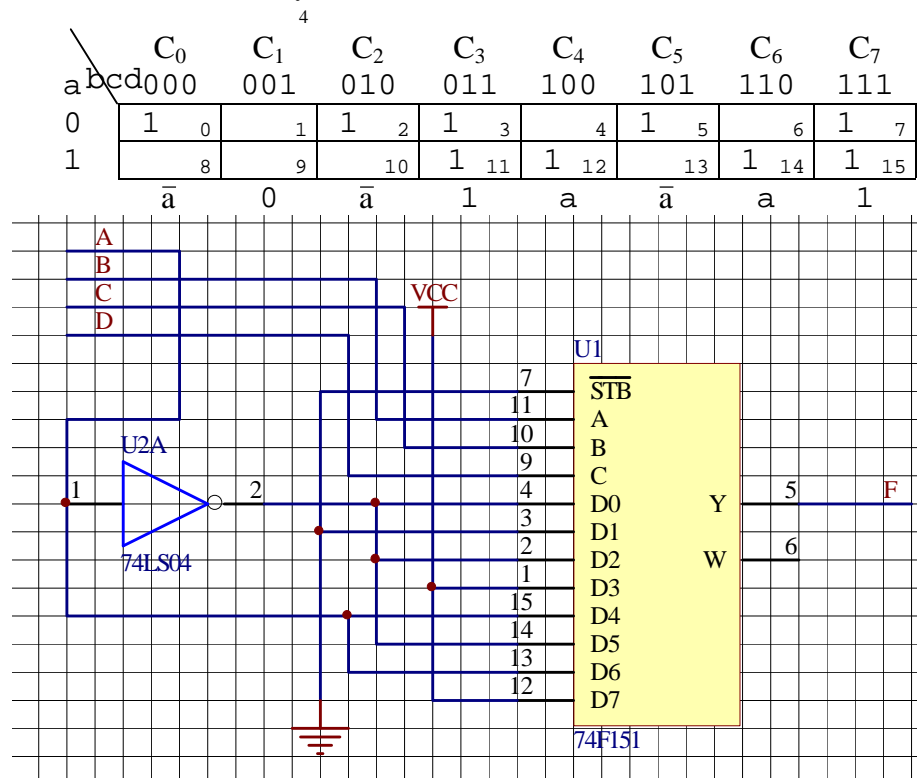 4
C₀ C₁ C₂ C₃ C₄ C₅ C₆ C₇
a bcd 000 001 010 011 100 101 110 111
0 1 0 1 1 2 1 3 4 1 5 6 1 7
1 8 9 10 1 11 1 12 13 1 14 1 15
a̅ 0 a̅ 1 a a̅ a 1
A
B
C
D
VCC
U1
7 S̅T̅B̅
11 A
10 B
9 C
U2A
1 2
4 D0 Y 5 F
3 D1
2 D2 W 6
74LS04
1 D3
15 D4
14 D5
13 D6
12 D7
74F151